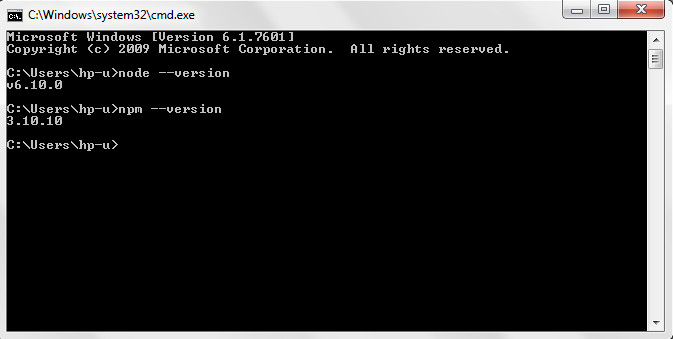 C:\Windows\system32\cmd.exe
Microsoft Windows [Version 6.1.7601]
Copyright (c) 2009 Microsoft Corporation.  All rights reserved.
C:\Users\hp-u>node --version
v6.10.0
C:\Users\hp-u>npm --version
3.10.10
C:\Users\hp-u>